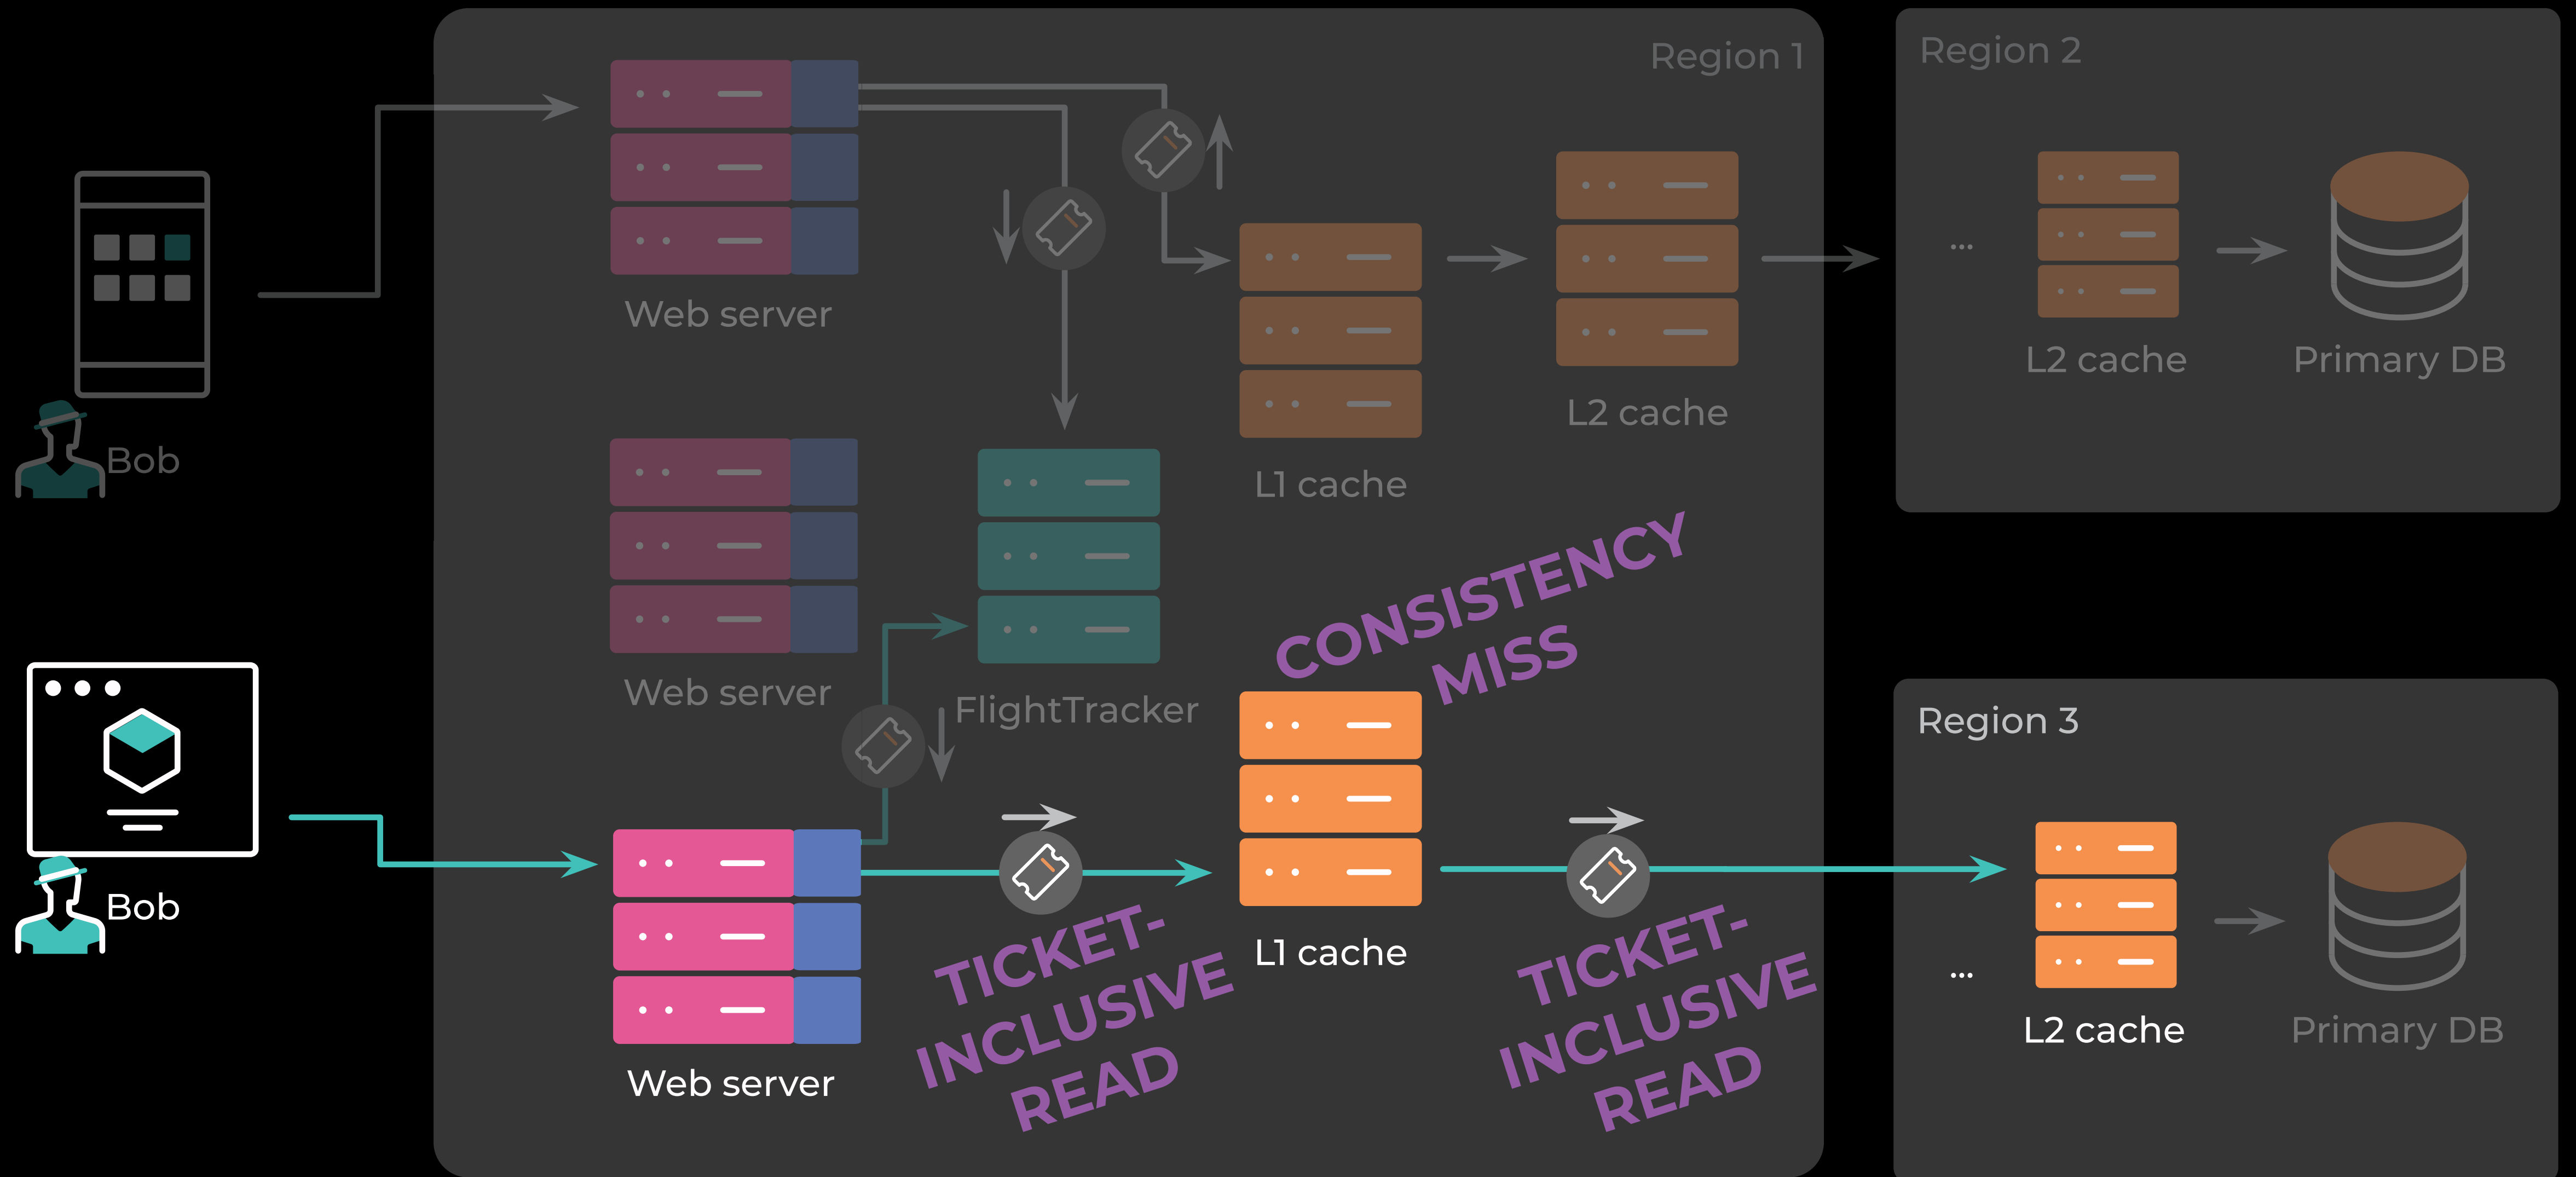 Region 1
Region 2
Web server
L2 cache
Primary DB
L2 cache
Bob
L1 cache
CONSISTENCY
MISS
Web server
FlightTracker
Region 3
...
...
Bob
TICKET-
INCLUSIVE
READ
L1 cache
TICKET-
INCLUSIVE
READ
L2 cache
Primary DB
Web server